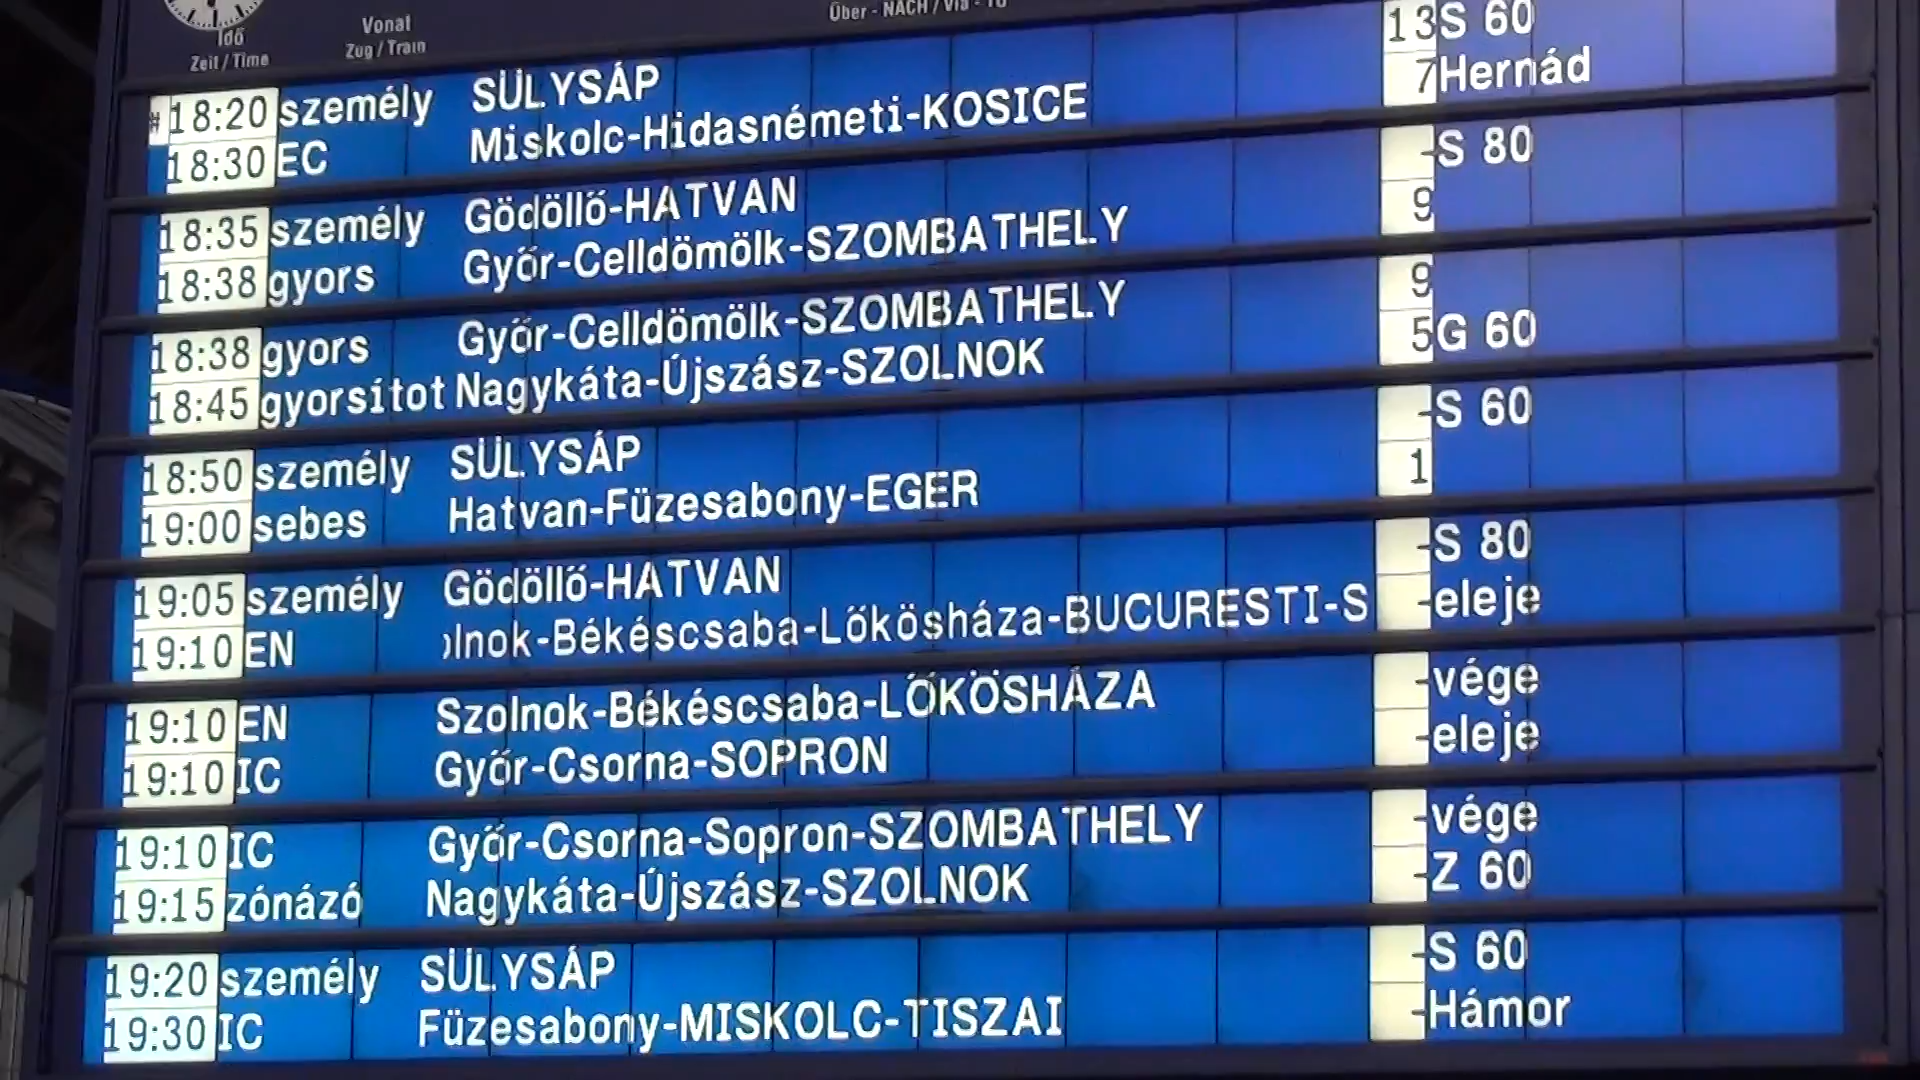 Idő Vonat Über - NACH / Via - To
Zeit / Time Zug / Train
18:20 személy SÜLYSÁP 13 S 60
18:30 EC Miskolc-Hidasnémeti-KOSICE 7 Hernád
18:35 személy Gödöllő-HATVAN - S 80
18:38 gyors Győr-Celldömölk-SZOMBATHELY 9
18:38 gyors Győr-Celldömölk-SZOMBATHELY 9
18:45 gyorsítot Nagykáta-Újszász-SZOLNOK 5 G 60
18:50 személy SÜLYSÁP - S 60
19:00 sebes Hatvan-Füzesabony-EGER 1
19:05 személy Gödöllő-HATVAN - S 80
19:10 EN olnok-Békéscsaba-Lőkösháza-BUCURESTI-S - eleje
19:10 EN Szolnok-Békéscsaba-LŐKÖSHÁZA - vége
19:10 IC Győr-Csorna-SOPRON - eleje
19:10 IC Győr-Csorna-Sopron-SZOMBATHELY - vége
19:15 zónázó Nagykáta-Újszász-SZOLNOK - Z 60
19:20 személy SÜLYSÁP - S 60
19:30 IC Füzesabony-MISKOLC-TISZAI - Hámor